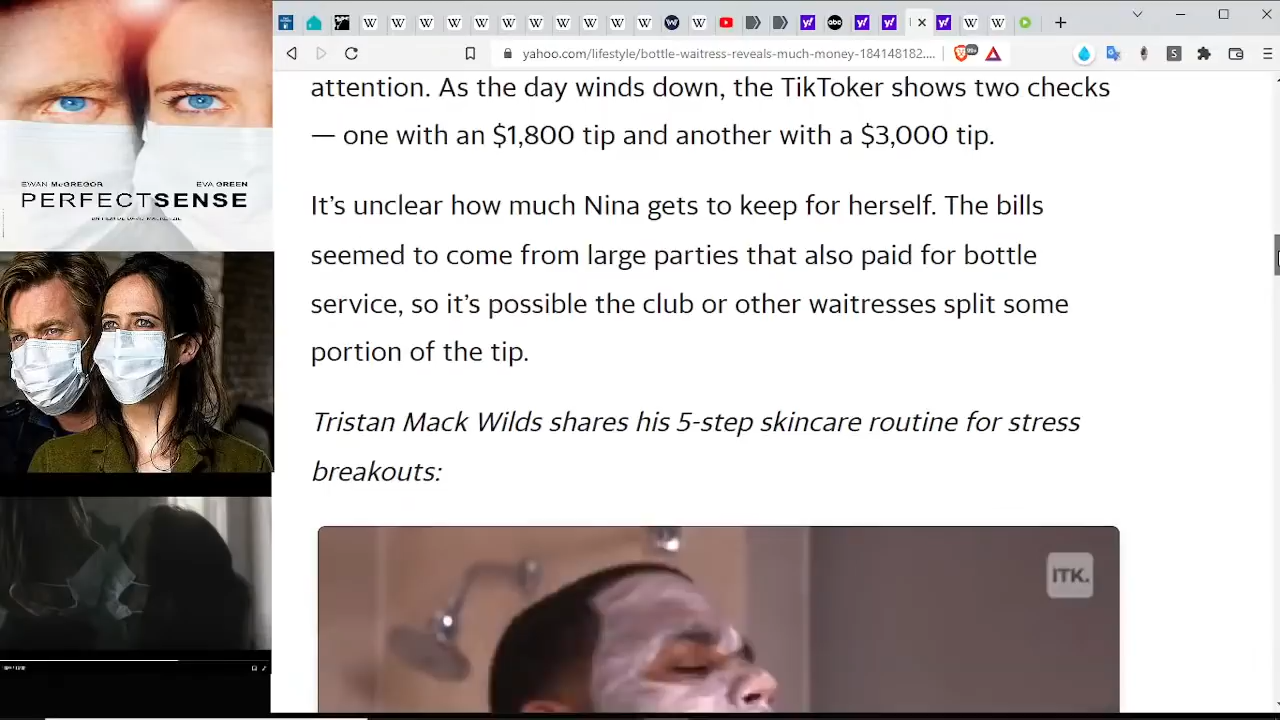 yahoo.com/lifestyle/bottle-waitress-reveals-much-money-184148182....
attention. As the day winds down, the TikToker shows two checks
— one with an $1,800 tip and another with a $3,000 tip.
It's unclear how much Nina gets to keep for herself. The bills
seemed to come from large parties that also paid for bottle
service, so it's possible the club or other waitresses split some
portion of the tip.
Tristan Mack Wilds shares his 5-step skincare routine for stress
breakouts:
ITK.
EWAN McGREGOR EVA GREEN
PERFECTSENSE